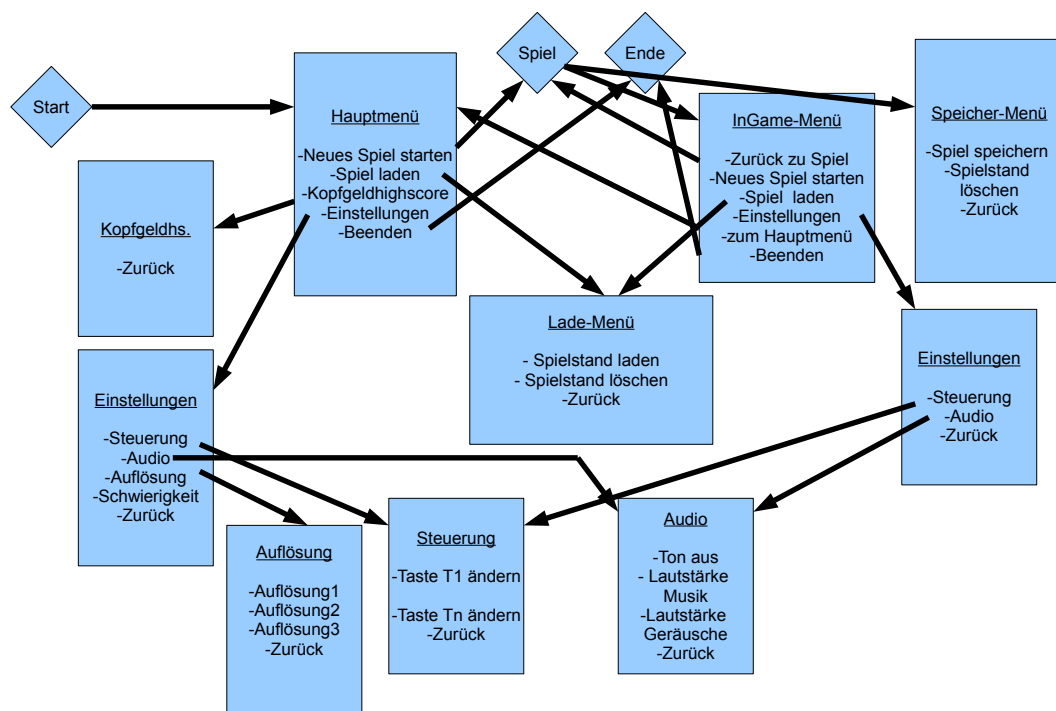 Start
Spiel
Ende
Hauptmenü
-Neues Spiel starten
-Spiel laden
-Kopfgeldhighscore
-Einstellungen
-Beenden
InGame-Menü
-Zurück zu Spiel
-Neues Spiel starten
-Spiel laden
-Einstellungen
-zum Hauptmenü
-Beenden
Speicher-Menü
-Spiel speichern
-Spielstand
löschen
-Zurück
Kopfgeldhs.
-Zurück
Lade-Menü
- Spielstand laden
- Spielstand löschen
-Zurück
Einstellungen
-Steuerung
-Audio
-Auflösung
-Schwierigkeit
-Zurück
Einstellungen
-Steuerung
-Audio
-Zurück
Auflösung
-Auflösung1
-Auflösung2
-Auflösung3
-Zurück
Steuerung
-Taste T1 ändern
-Taste Tn ändern
-Zurück
Audio
-Ton aus
- Lautstärke
Musik
-Lautstärke
Geräusche
-Zurück